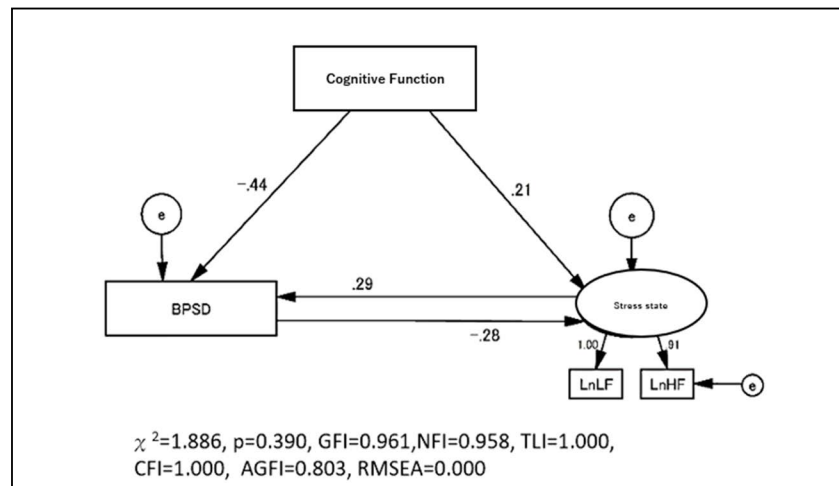 Cognitive Function
-.44
.21
e
e
.29
BPSD
Stress state
-.28
1.00
.91
LnLF
LnHF
e
χ²=1.886, p=0.390, GFI=0.961,NFI=0.958, TLI=1.000,
CFI=1.000, AGFI=0.803, RMSEA=0.000